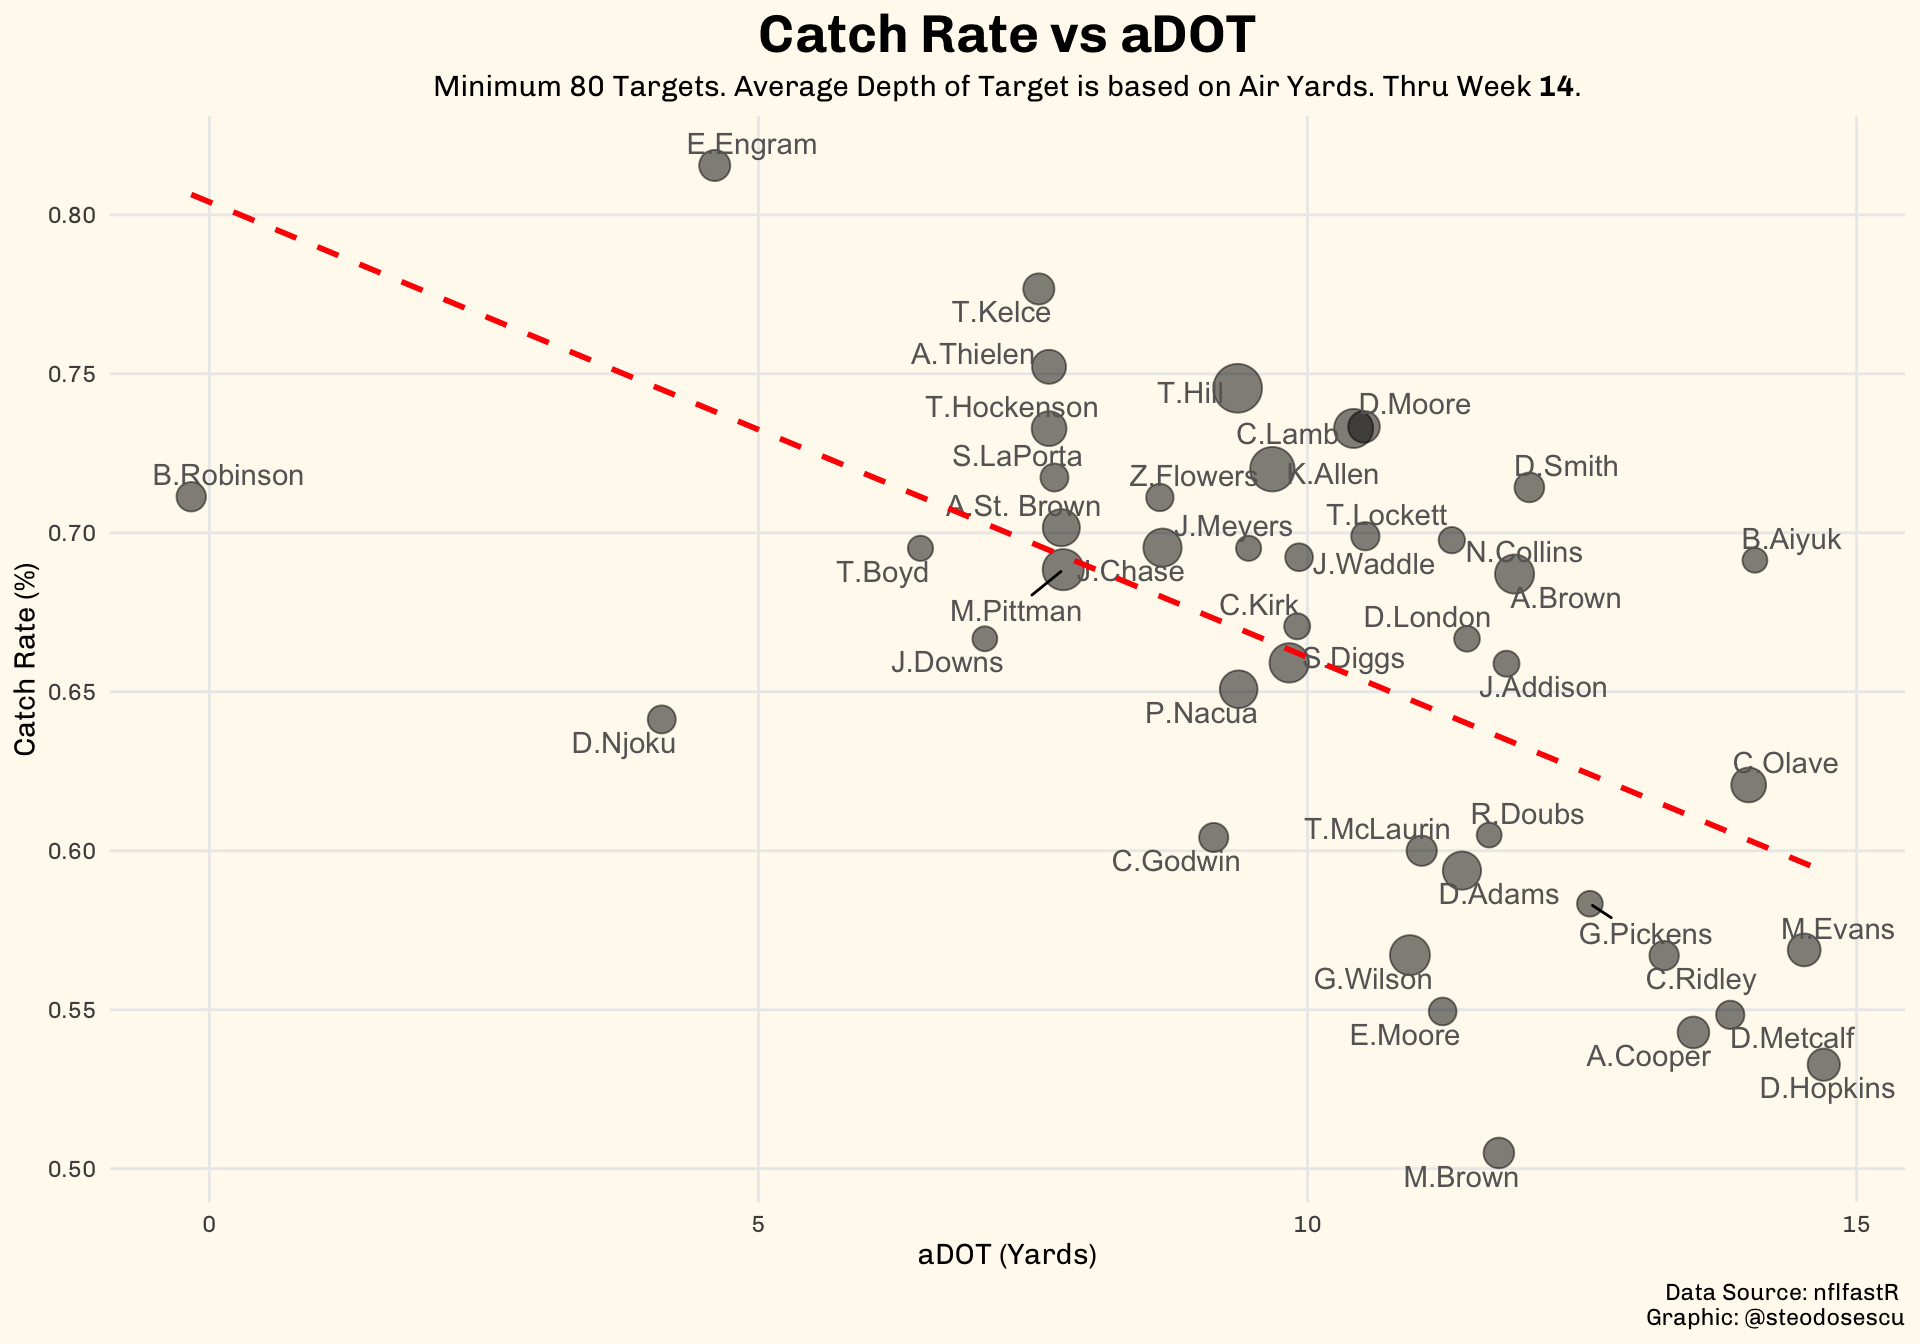 Catch Rate vs aDOT
Minimum 80 Targets. Average Depth of Target is based on Air Yards. Thru Week 14.
E.Engram
0.80
T.Kelce
A.Thielen
0.75
T.Hill
T.Hockenson
D.Moore
C.Lamb
S.LaPorta
D.Smith
B.Robinson
Z.Flowers
K.Allen
A.St. Brown
T.Lockett
J.Meyers
0.70
B.Aiyuk
N.Collins
J.Waddle
T.Boyd
J.Chase
A.Brown
C.Kirk
M.Pittman
D.London
J.Downs
S.Diggs
J.Addison
0.65
P.Nacua
D.Njoku
C.Olave
R.Doubs
T.McLaurin
0.60
C.Godwin
D.Adams
M.Evans
G.Pickens
G.Wilson
C.Ridley
0.55
E.Moore
D.Metcalf
A.Cooper
D.Hopkins
0.50
M.Brown
Catch Rate (%)
0 5 10 15
aDOT (Yards)
Data Source: nflfastR
Graphic: @steodosescu